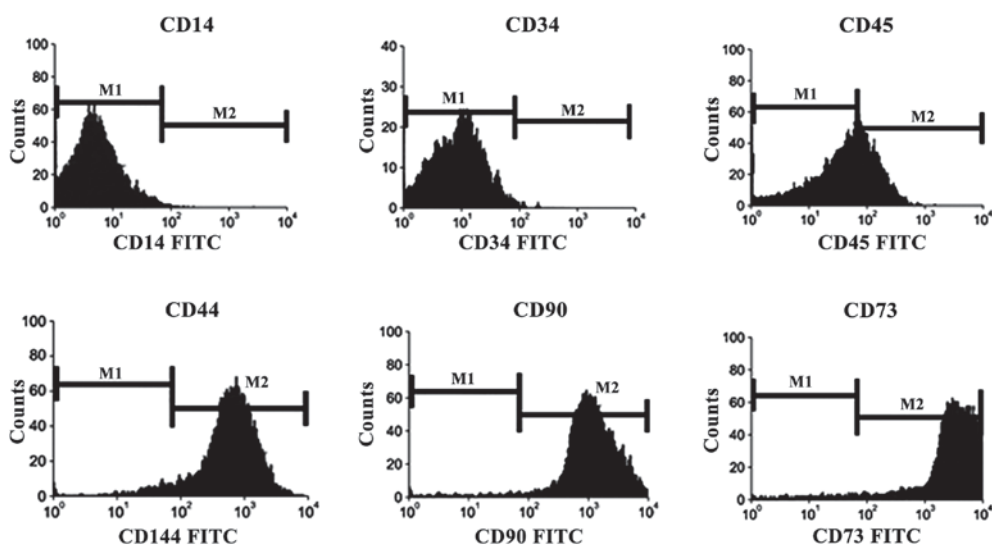 CD14
100
80
60
40
20
0
Counts
M1
M2
10⁰ 10¹ 10² 10³ 10⁴
CD14 FITC
CD34
40
30
20
10
0
Counts
M1
M2
10⁰ 10¹ 10² 10³ 10⁴
CD34 FITC
CD45
100
80
60
40
20
0
Counts
M1
M2
10⁰ 10¹ 10² 10³ 10⁴
CD45 FITC
CD44
100
80
60
40
20
0
Counts
M1
M2
10⁰ 10¹ 10² 10³ 10⁴
CD144 FITC
CD90
100
80
60
40
20
0
Counts
M1
M2
10⁰ 10¹ 10² 10³ 10⁴
CD90 FITC
CD73
100
80
60
40
20
0
Counts
M1
M2
10⁰ 10¹ 10² 10³ 10⁴
CD73 FITC